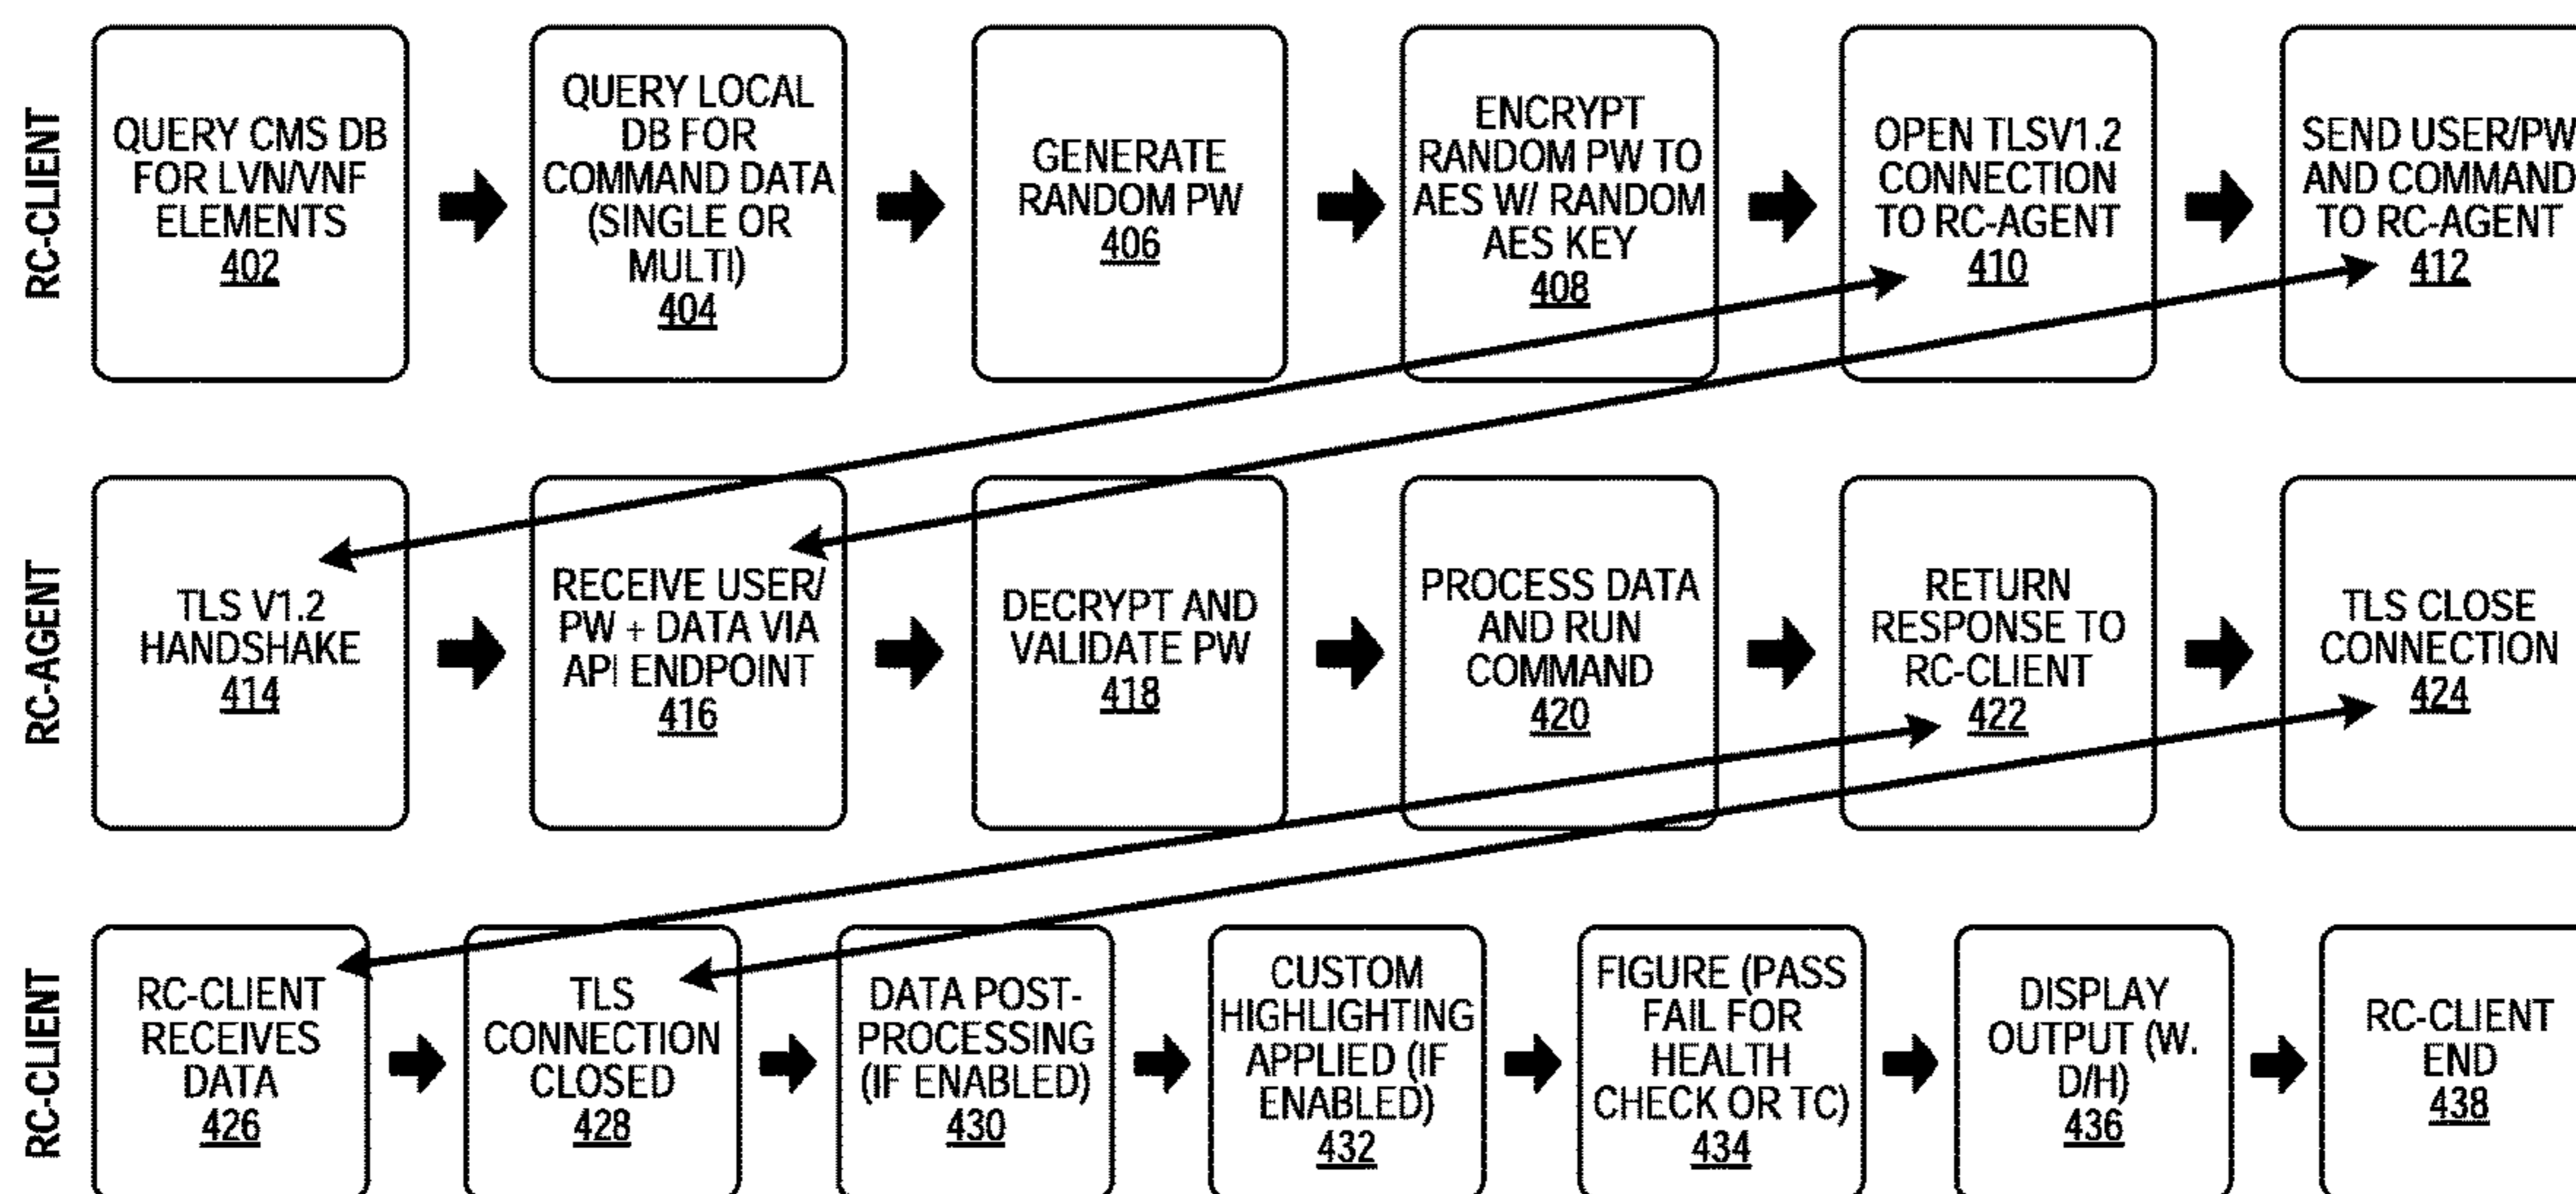 RC-CLIENT
QUERY CMS DB
FOR LVN/VNF
ELEMENTS
402
QUERY LOCAL
DB FOR
COMMAND DATA
(SINGLE OR
MULTI)
404
GENERATE
RANDOM PW
406
ENCRYPT
RANDOM PW TO
AES W/ RANDOM
AES KEY
408
OPEN TLSV1.2
CONNECTION
TO RC-AGENT
410
SEND USER/PW
AND COMMAND
TO RC-AGENT
412
RC-AGENT
TLS V1.2
HANDSHAKE
414
RECEIVE USER/
PW + DATA VIA
API ENDPOINT
416
DECRYPT AND
VALIDATE PW
418
PROCESS DATA
AND RUN
COMMAND
420
RETURN
RESPONSE TO
RC-CLIENT
422
TLS CLOSE
CONNECTION
424
RC-CLIENT
RC-CLIENT
RECEIVES
DATA
426
TLS
CONNECTION
CLOSED
428
DATA POST-
PROCESSING
(IF ENABLED)
430
CUSTOM
HIGHLIGHTING
APPLIED (IF
ENABLED)
432
FIGURE (PASS
FAIL FOR
HEALTH
CHECK OR TC)
434
DISPLAY
OUTPUT (W.
D/H)
436
RC-CLIENT
END
438